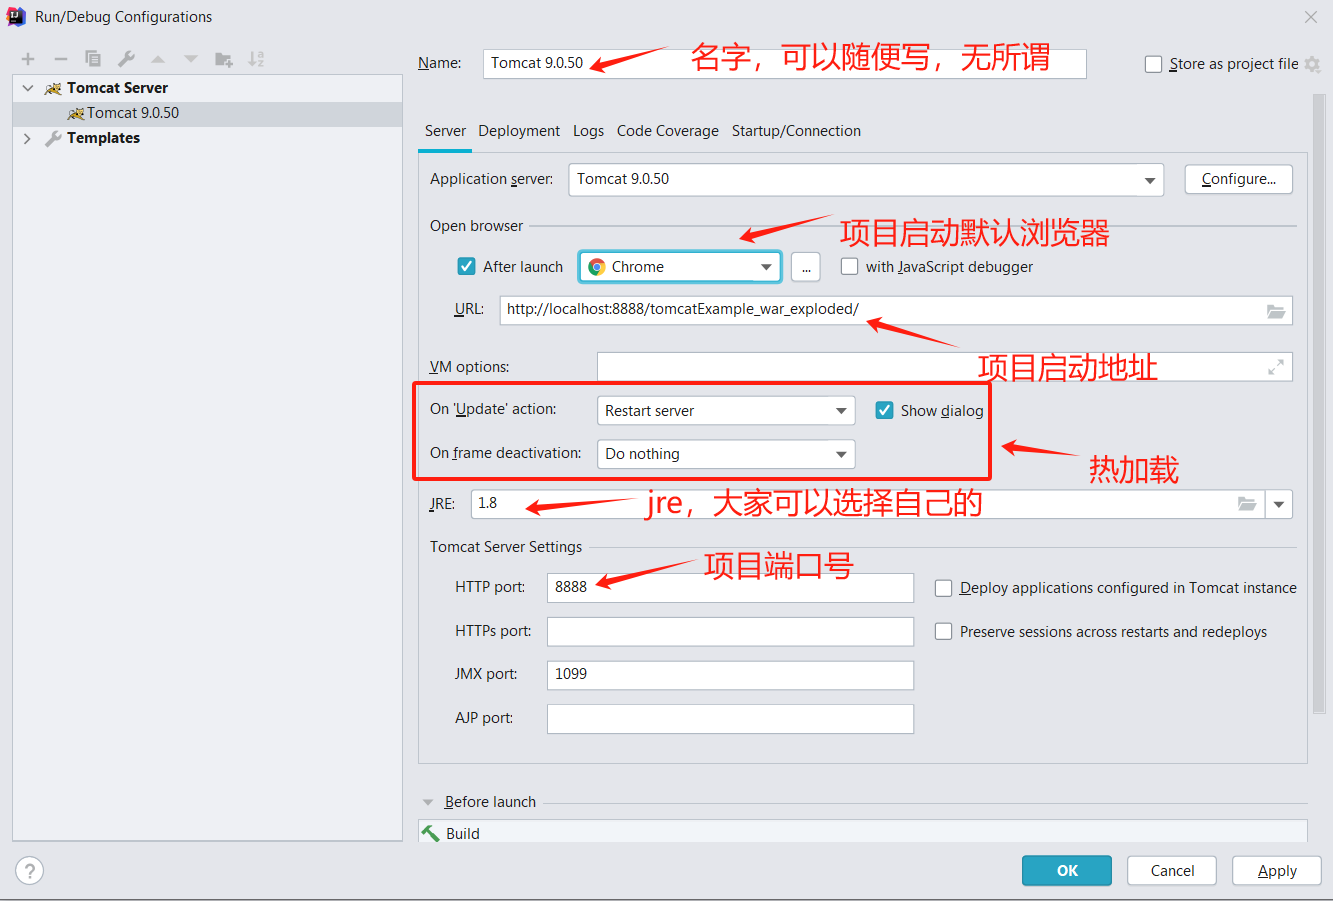 Run/Debug Configurations
Name: Tomcat 9.0.50 名字，可以随便写，无所谓 Store as project file
Tomcat Server
Tomcat 9.0.50
Templates
Server Deployment Logs Code Coverage Startup/Connection
Application server: Tomcat 9.0.50 Configure...
Open browser 项目启动默认浏览器
After launch Chrome ... with JavaScript debugger
URL: http://localhost:8888/tomcatExample_war_exploded/
VM options: 项目启动地址
On 'Update' action: Restart server Show dialog
On frame deactivation: Do nothing
热加载
JRE: 1.8 jre，大家可以选择自己的
Tomcat Server Settings
项目端口号
HTTP port: 8888 Deploy applications configured in Tomcat instance
HTTPs port: Preserve sessions across restarts and redeploys
JMX port: 1099
AJP port:
Before launch
Build
? OK Cancel Apply